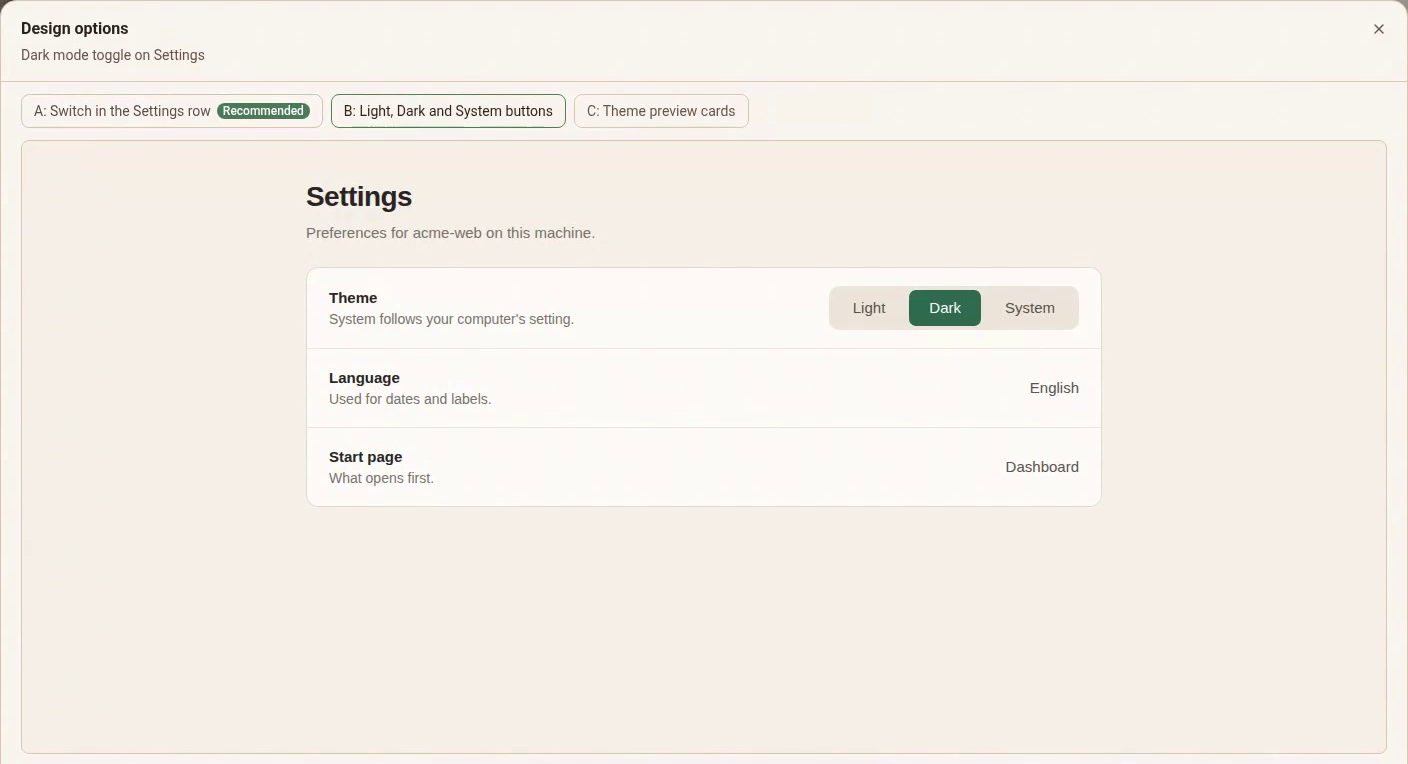 Design options
Dark mode toggle on Settings
A: Switch in the Settings row Recommended
B: Light, Dark and System buttons
C: Theme preview cards
Settings
Preferences for acme-web on this machine.
Theme
System follows your computer's setting.
Light Dark System
Language
Used for dates and labels.
English
Start page
What opens first.
Dashboard